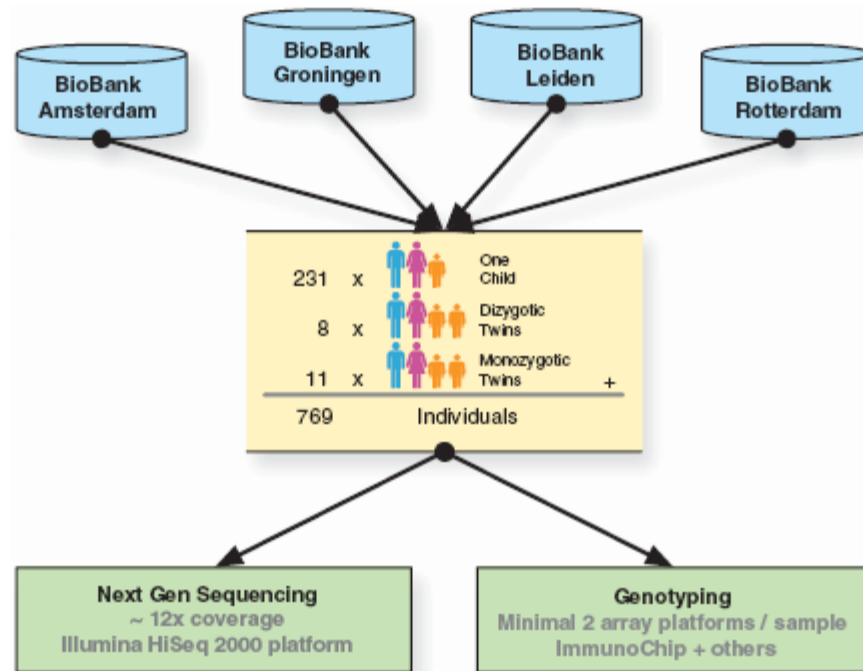 BioBank
Amsterdam
BioBank
Groningen
BioBank
Leiden
BioBank
Rotterdam
231 x One
Child
8 x Dizygotic
Twins
11 x Monozygotic
Twins +
769 Individuals
Next Gen Sequencing
~ 12x coverage
Illumina HiSeq 2000 platform
Genotyping
Minimal 2 array platforms / sample
ImmunoChip + others